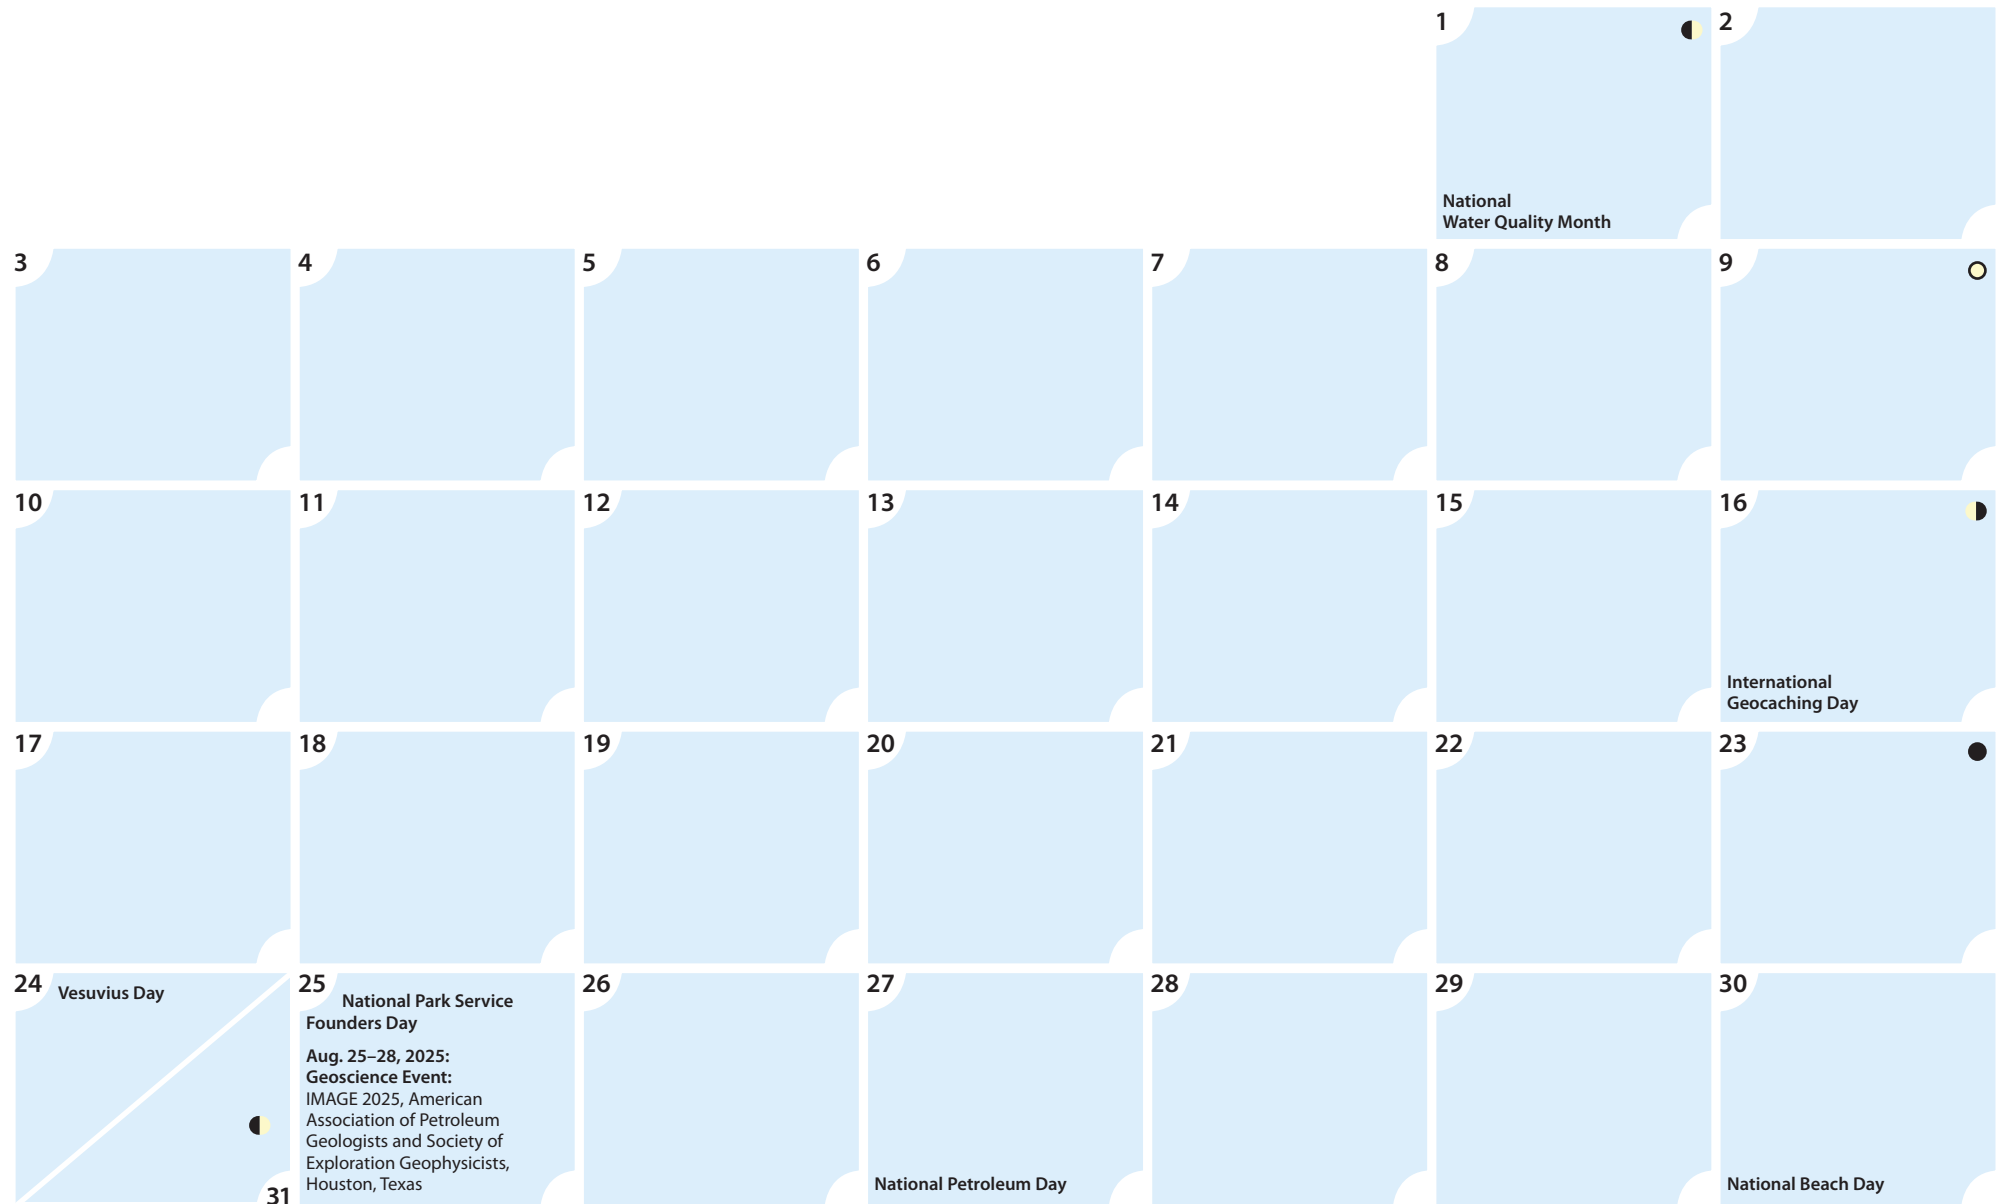 1
2
National
Water Quality Month
3
4
5
6
7
8
9
10
11
12
13
14
15
16
International
Geocaching Day
17
18
19
20
21
22
23
24
Vesuvius Day
31
25
National Park Service
Founders Day
Aug. 25–28, 2025:
Geoscience Event:
IMAGE 2025, American
Association of Petroleum
Geologists and Society of
Exploration Geophysicists,
Houston, Texas
26
27
National Petroleum Day
28
29
30
National Beach Day